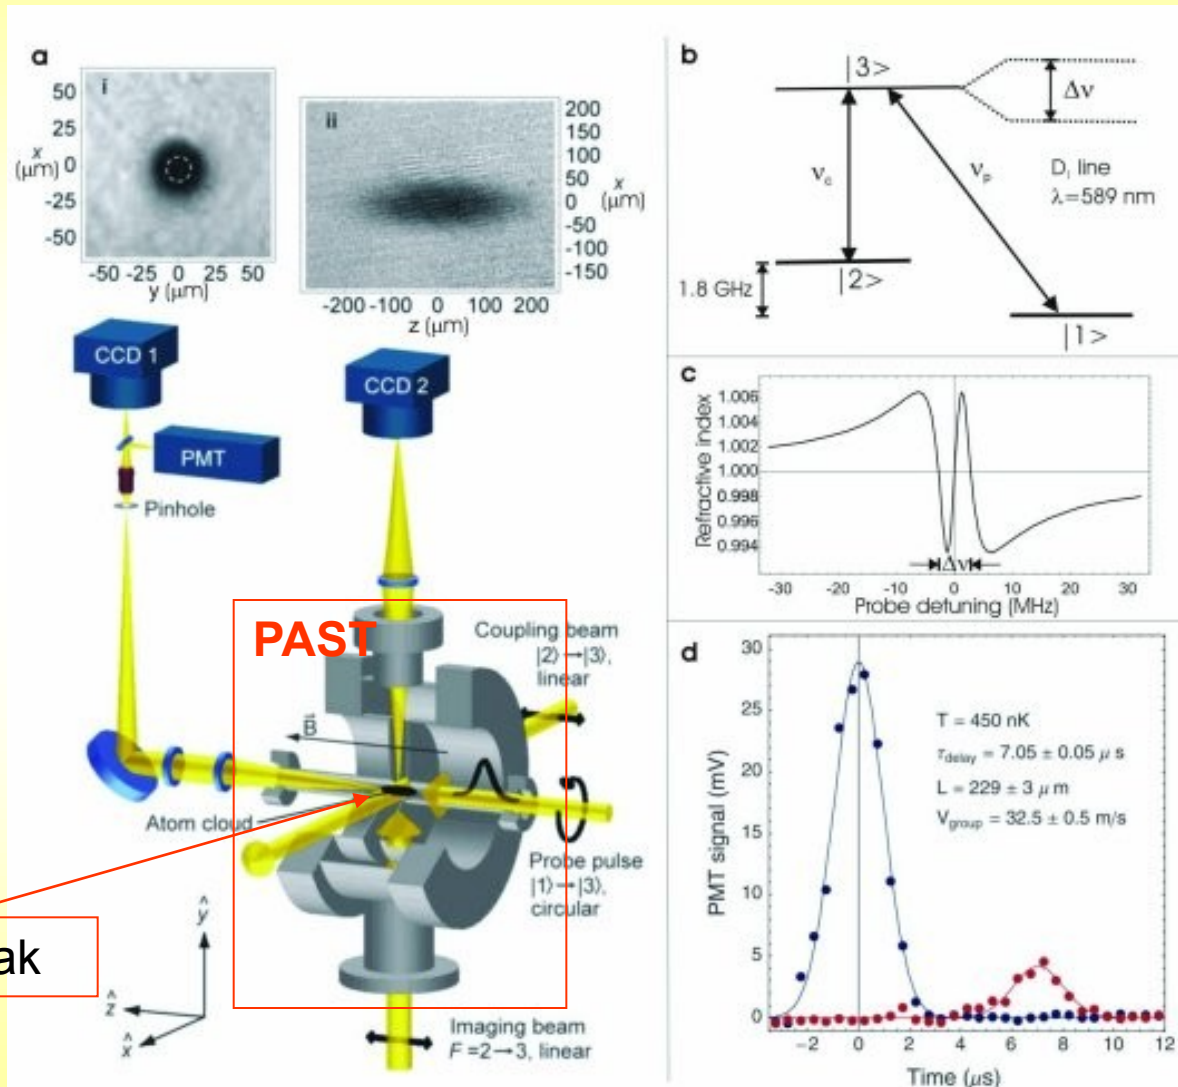 a
i
50
25
x
(μm)
0
-25
-50
-50 -25 0 25 50
y (μm)
ii
200
150
100
50
x
(μm)
0
-50
-100
-150
-200 -100 0 100 200
z (μm)
CCD 1
PMT
Pinhole
CCD 2
PAST
Coupling beam
|2⟩→|3⟩,
linear
B
Atom cloud
Probe pulse
|1⟩→|3⟩,
circular
ak
ŷ
ẑ
x̂
Imaging beam
F =2→3, linear
b
|3>
Δν
νc
νp
D₁ line
λ=589 nm
1.8 GHz
|2>
|1>
c
Refractive index
1.006
1.004
1.002
1.000
0.998
0.996
0.994
Δν
-30 -20 -10 0 10 20 30
Probe detuning (MHz)
d
PMT signal (mV)
30
25
20
15
10
5
0
T = 450 nK
τdelay = 7.05 ± 0.05 μ s
L = 229 ± 3 μ m
Vgroup = 32.5 ± 0.5 m/s
−2 0 2 4 6 8 10 12
Time (μs)